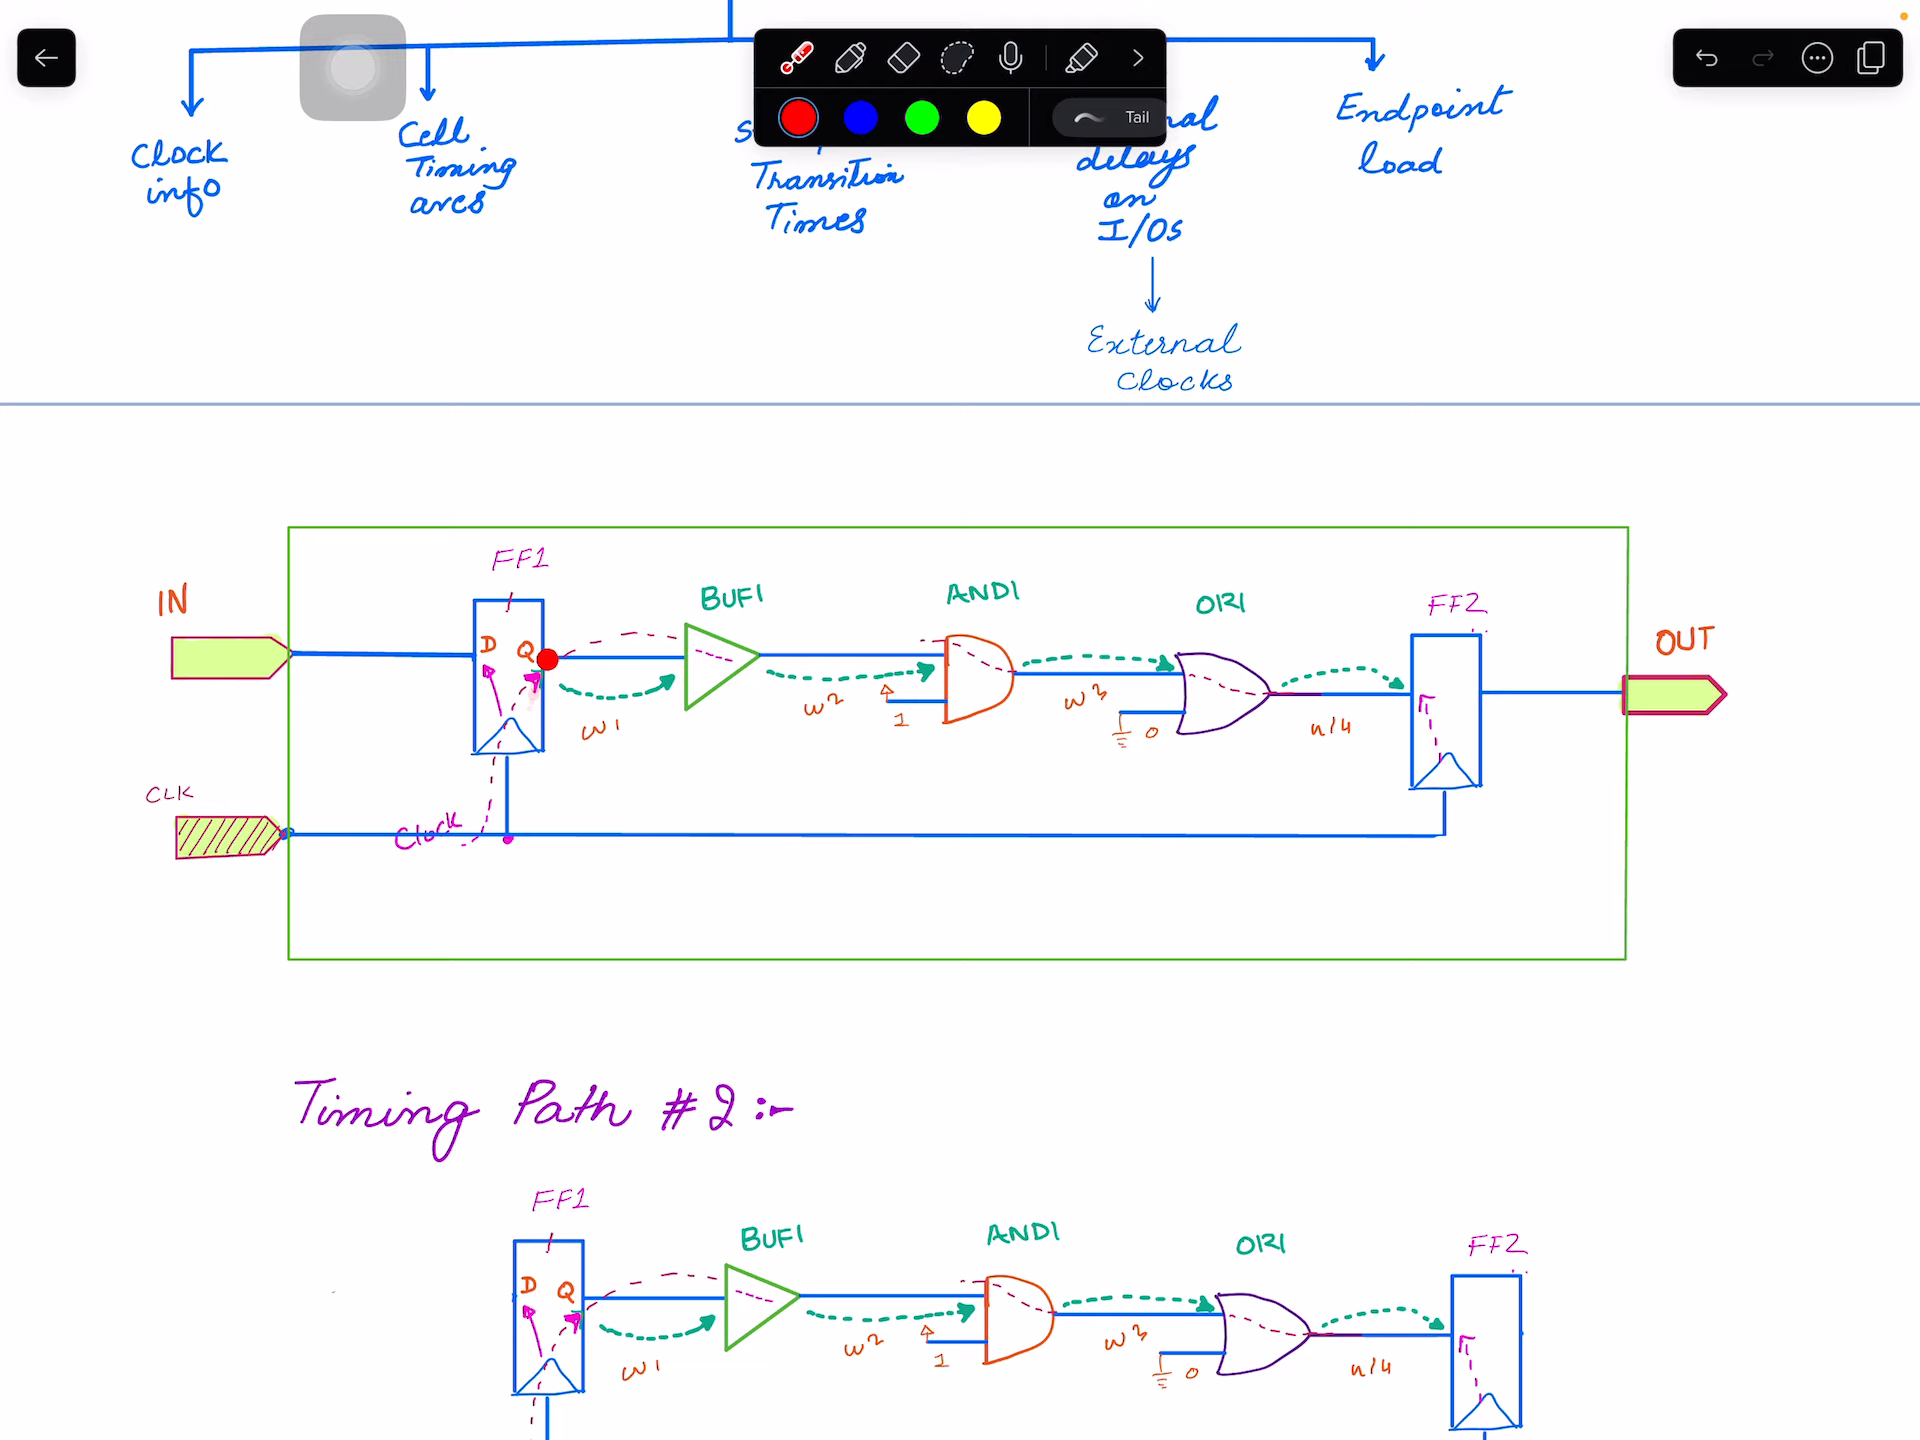 Clock
info
Cell
Timing
arcs
Transition
Times
delays
on
I/Os
Endpoint
load
Tail
External
Clocks
FF1
BUF1
AND1
OR1
FF2
IN
OUT
D Q
w1
w2
1
w3
0
n/4
CLK
Clock
Timing Path #2 :-
FF1
BUF1
AND1
OR1
FF2
D Q
w1
w2
1
w3
0
n/4